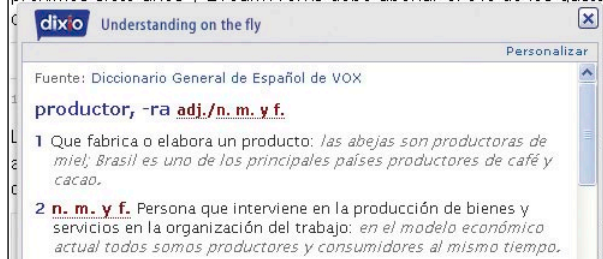 dixio Understanding on the fly
Personalizar
Fuente: Diccionario General de Español de VOX
productor, -ra adj./n. m. y f.
1 Que fabrica o elabora un producto: las abejas son productoras de
miel; Brasil es uno de los principales países productores de café y
cacao.
2 n. m. y f. Persona que interviene en la producción de bienes y
servicios en la organización del trabajo: en el modelo económico
actual todos somos productores y consumidores al mismo tiempo.